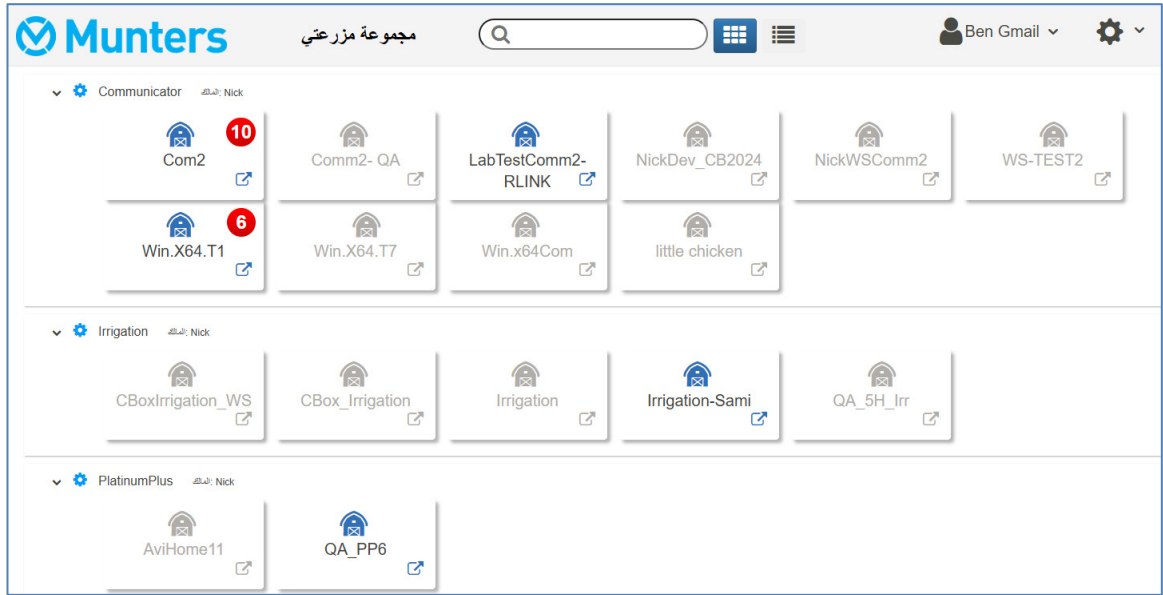 Munters
مجموعة مزرعتي
Ben Gmail
Communicator المالك: Nick
10
Com2
Comm2- QA
LabTestComm2-
RLINK
NickDev_CB2024
NickWSComm2
WS-TEST2
6
Win.X64.T1
Win.X64.T7
Win.x64Com
little chicken
Irrigation المالك: Nick
CBoxIrrigation_WS
CBox_Irrigation
Irrigation
Irrigation-Sami
QA_5H_Irr
PlatinumPlus المالك: Nick
AviHome11
QA_PP6